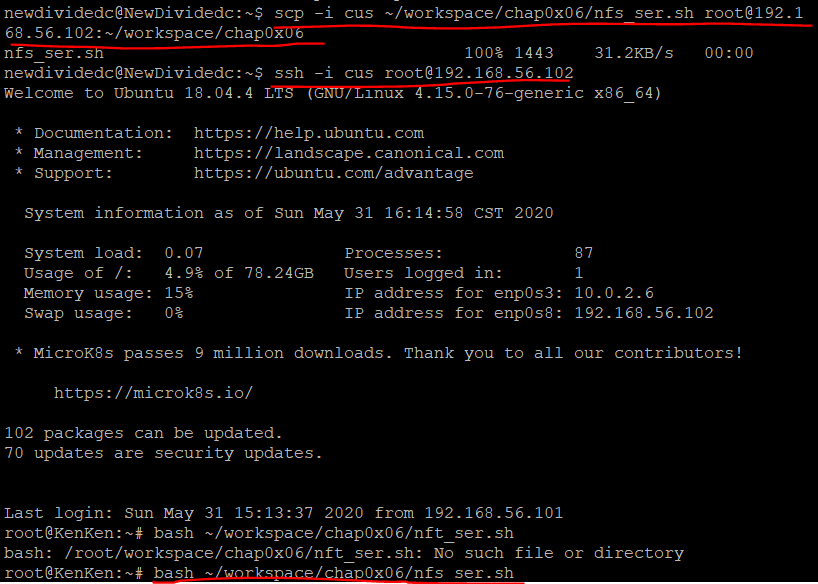 newdividedc@NewDividedc:~$ scp -i cus ~/workspace/chap0x06/nfs_ser.sh root@192.1
68.56.102:~/workspace/chap0x06
nfs_ser.sh                                    100% 1443    31.2KB/s   00:00
newdividedc@NewDividedc:~$ ssh -i cus root@192.168.56.102
Welcome to Ubuntu 18.04.4 LTS (GNU/Linux 4.15.0-76-generic x86_64)

 * Documentation:  https://help.ubuntu.com
 * Management:     https://landscape.canonical.com
 * Support:        https://ubuntu.com/advantage

  System information as of Sun May 31 16:14:58 CST 2020

  System load:  0.07              Processes:             87
  Usage of /:   4.9% of 78.24GB   Users logged in:       1
  Memory usage: 15%               IP address for enp0s3: 10.0.2.6
  Swap usage:   0%                IP address for enp0s8: 192.168.56.102

 * MicroK8s passes 9 million downloads. Thank you to all our contributors!

     https://microk8s.io/

102 packages can be updated.
70 updates are security updates.


Last login: Sun May 31 15:13:37 2020 from 192.168.56.101
root@KenKen:~# bash ~/workspace/chap0x06/nft_ser.sh
bash: /root/workspace/chap0x06/nft_ser.sh: No such file or directory
root@KenKen:~# bash ~/workspace/chap0x06/nfs_ser.sh